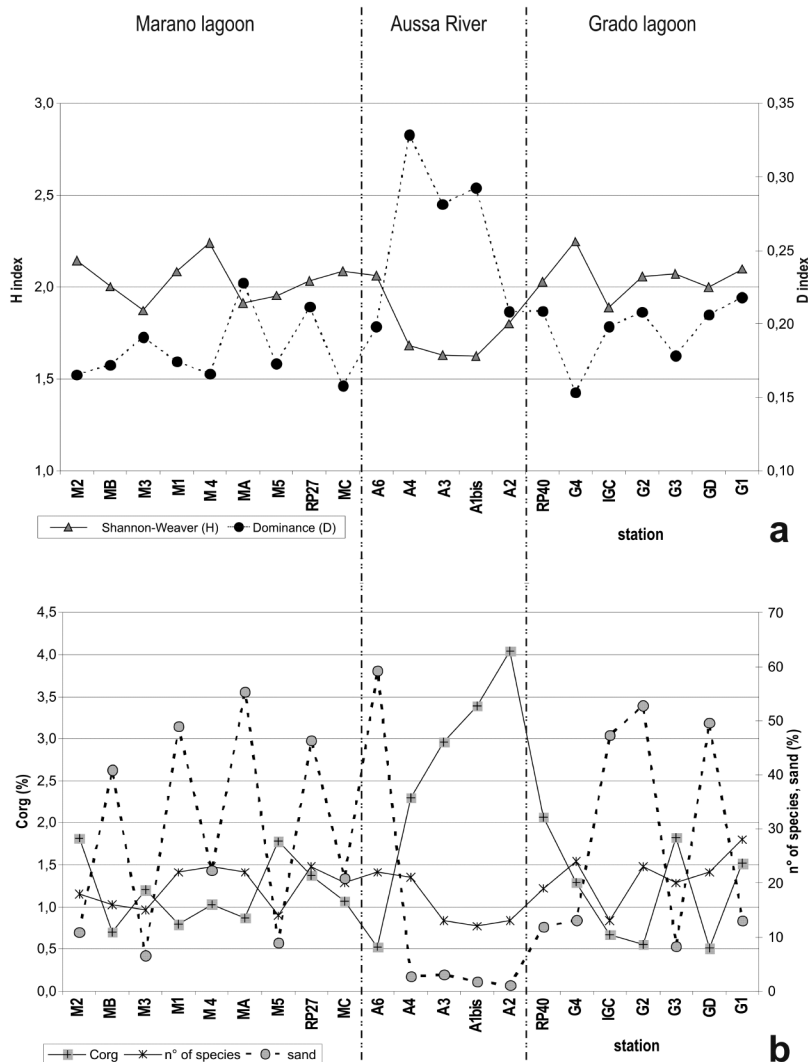 Marano lagoon Aussa River Grado lagoon
3,0
2,5
2,0
1,5
1,0
H index
0,35
0,30
0,25
0,20
0,15
0,10
D index
M2 MB M3 M1 M 4 MA M5 RP27 MC A6 A4 A3 A1bis A2 RP40 G4 IGC G2 G3 GD G1
Shannon-Weaver (H) Dominance (D)
station
a
4,5
4,0
3,5
3,0
2,5
2,0
1,5
1,0
0,5
0,0
Corg (%)
70
60
50
40
30
20
10
0
n° of species, sand (%)
M2 MB M3 M1 M 4 MA M5 RP27 MC A6 A4 A3 A1bis A2 RP40 G4 IGC G2 G3 GD G1
Corg n° of species sand
station
b